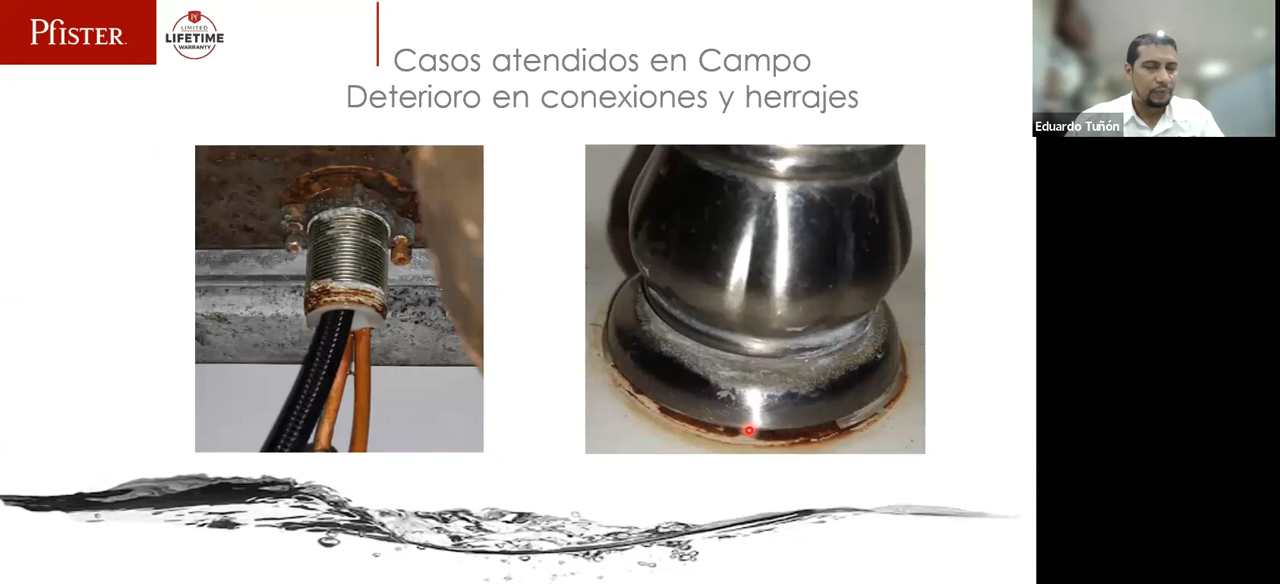 PFISTER.
LIMITED
LIFETIME
WARRANTY
Casos atendidos en Campo
Deterioro en conexiones y herrajes
Eduardo Tuñón